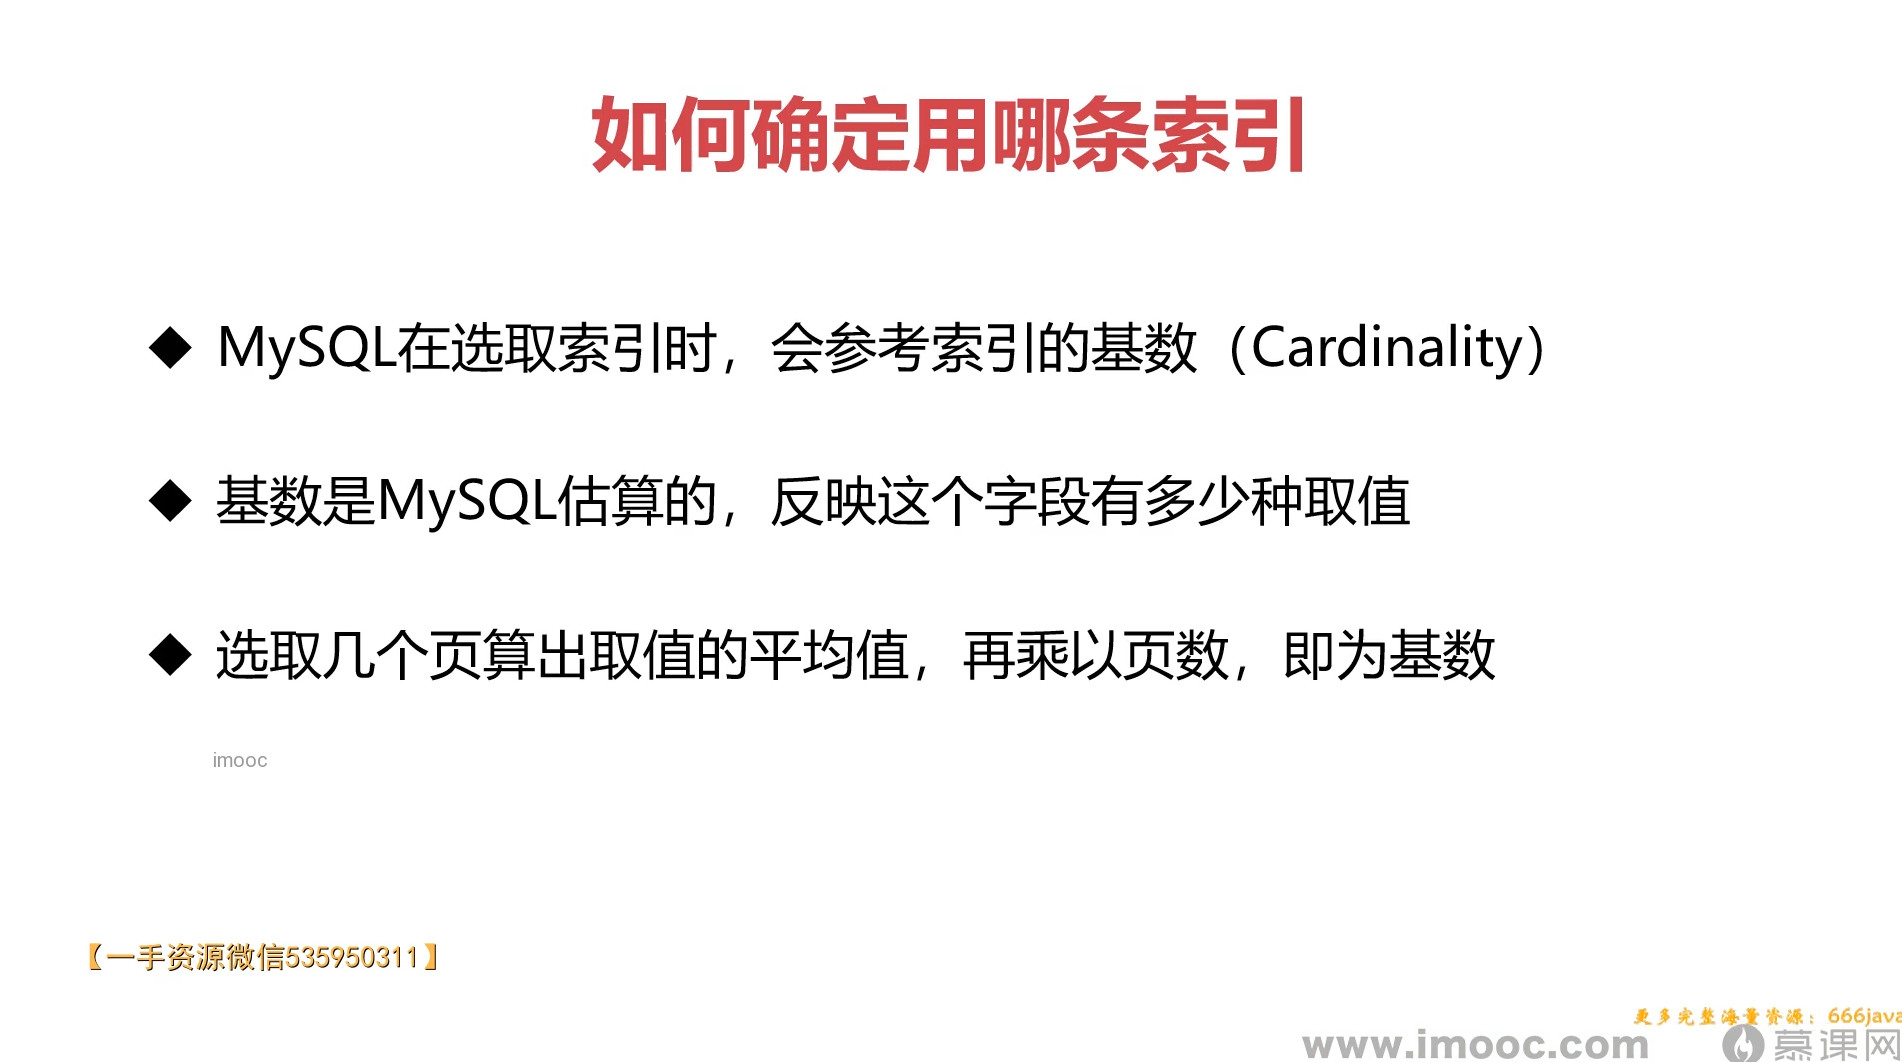 如何确定用哪条索引
◆ MySQL在选取索引时，会参考索引的基数（Cardinality）
◆ 基数是MySQL估算的，反映这个字段有多少种取值
◆ 选取几个页算出取值的平均值，再乘以页数，即为基数
imooc
【一手资源微信535950311】
更多完整海量资源：666java
www.imooc.com 慕课网